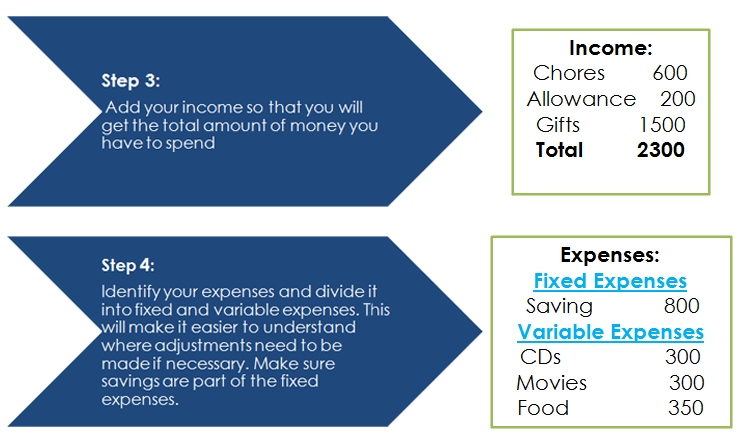 Step 3:
Add your income so that you will
get the total amount of money you
have to spend
Income:
Chores 600
Allowance 200
Gifts 1500
Total 2300
Step 4:
Identify your expenses and divide it
into fixed and variable expenses. This
will make it easier to understand
where adjustments need to be
made if necessary. Make sure
savings are part of the fixed
expenses.
Expenses:
Fixed Expenses
Saving 800
Variable Expenses
CDs 300
Movies 300
Food 350